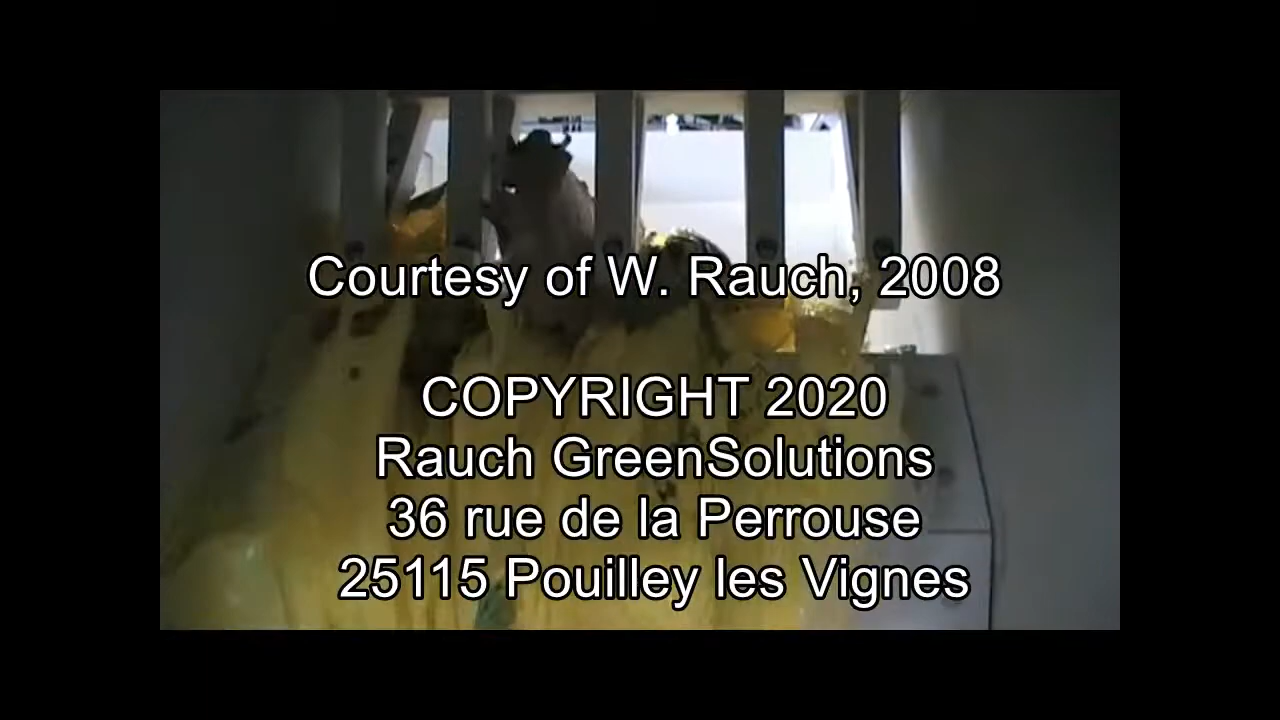 Courtesy of W. Rauch, 2008
COPYRIGHT 2020
Rauch GreenSolutions
36 rue de la Perrouse
25115 Pouilley les Vignes